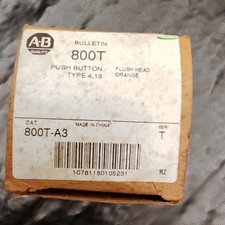 A-B
QUALITY
BULLETIN
800T
PUSH BUTTON
TYPE 4,13
FLUSH HEAD
ORANGE
CAT
800T-A3
MADE IN CHINA
SER
T
10781180105231
MZ